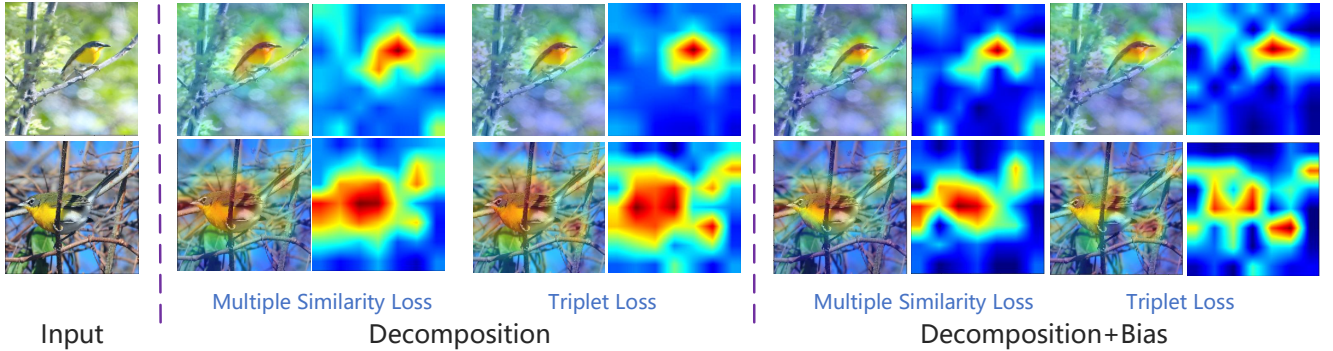 Multiple Similarity Loss
Triplet Loss
Multiple Similarity Loss
Triplet Loss
Input
Decomposition
Decomposition+Bias